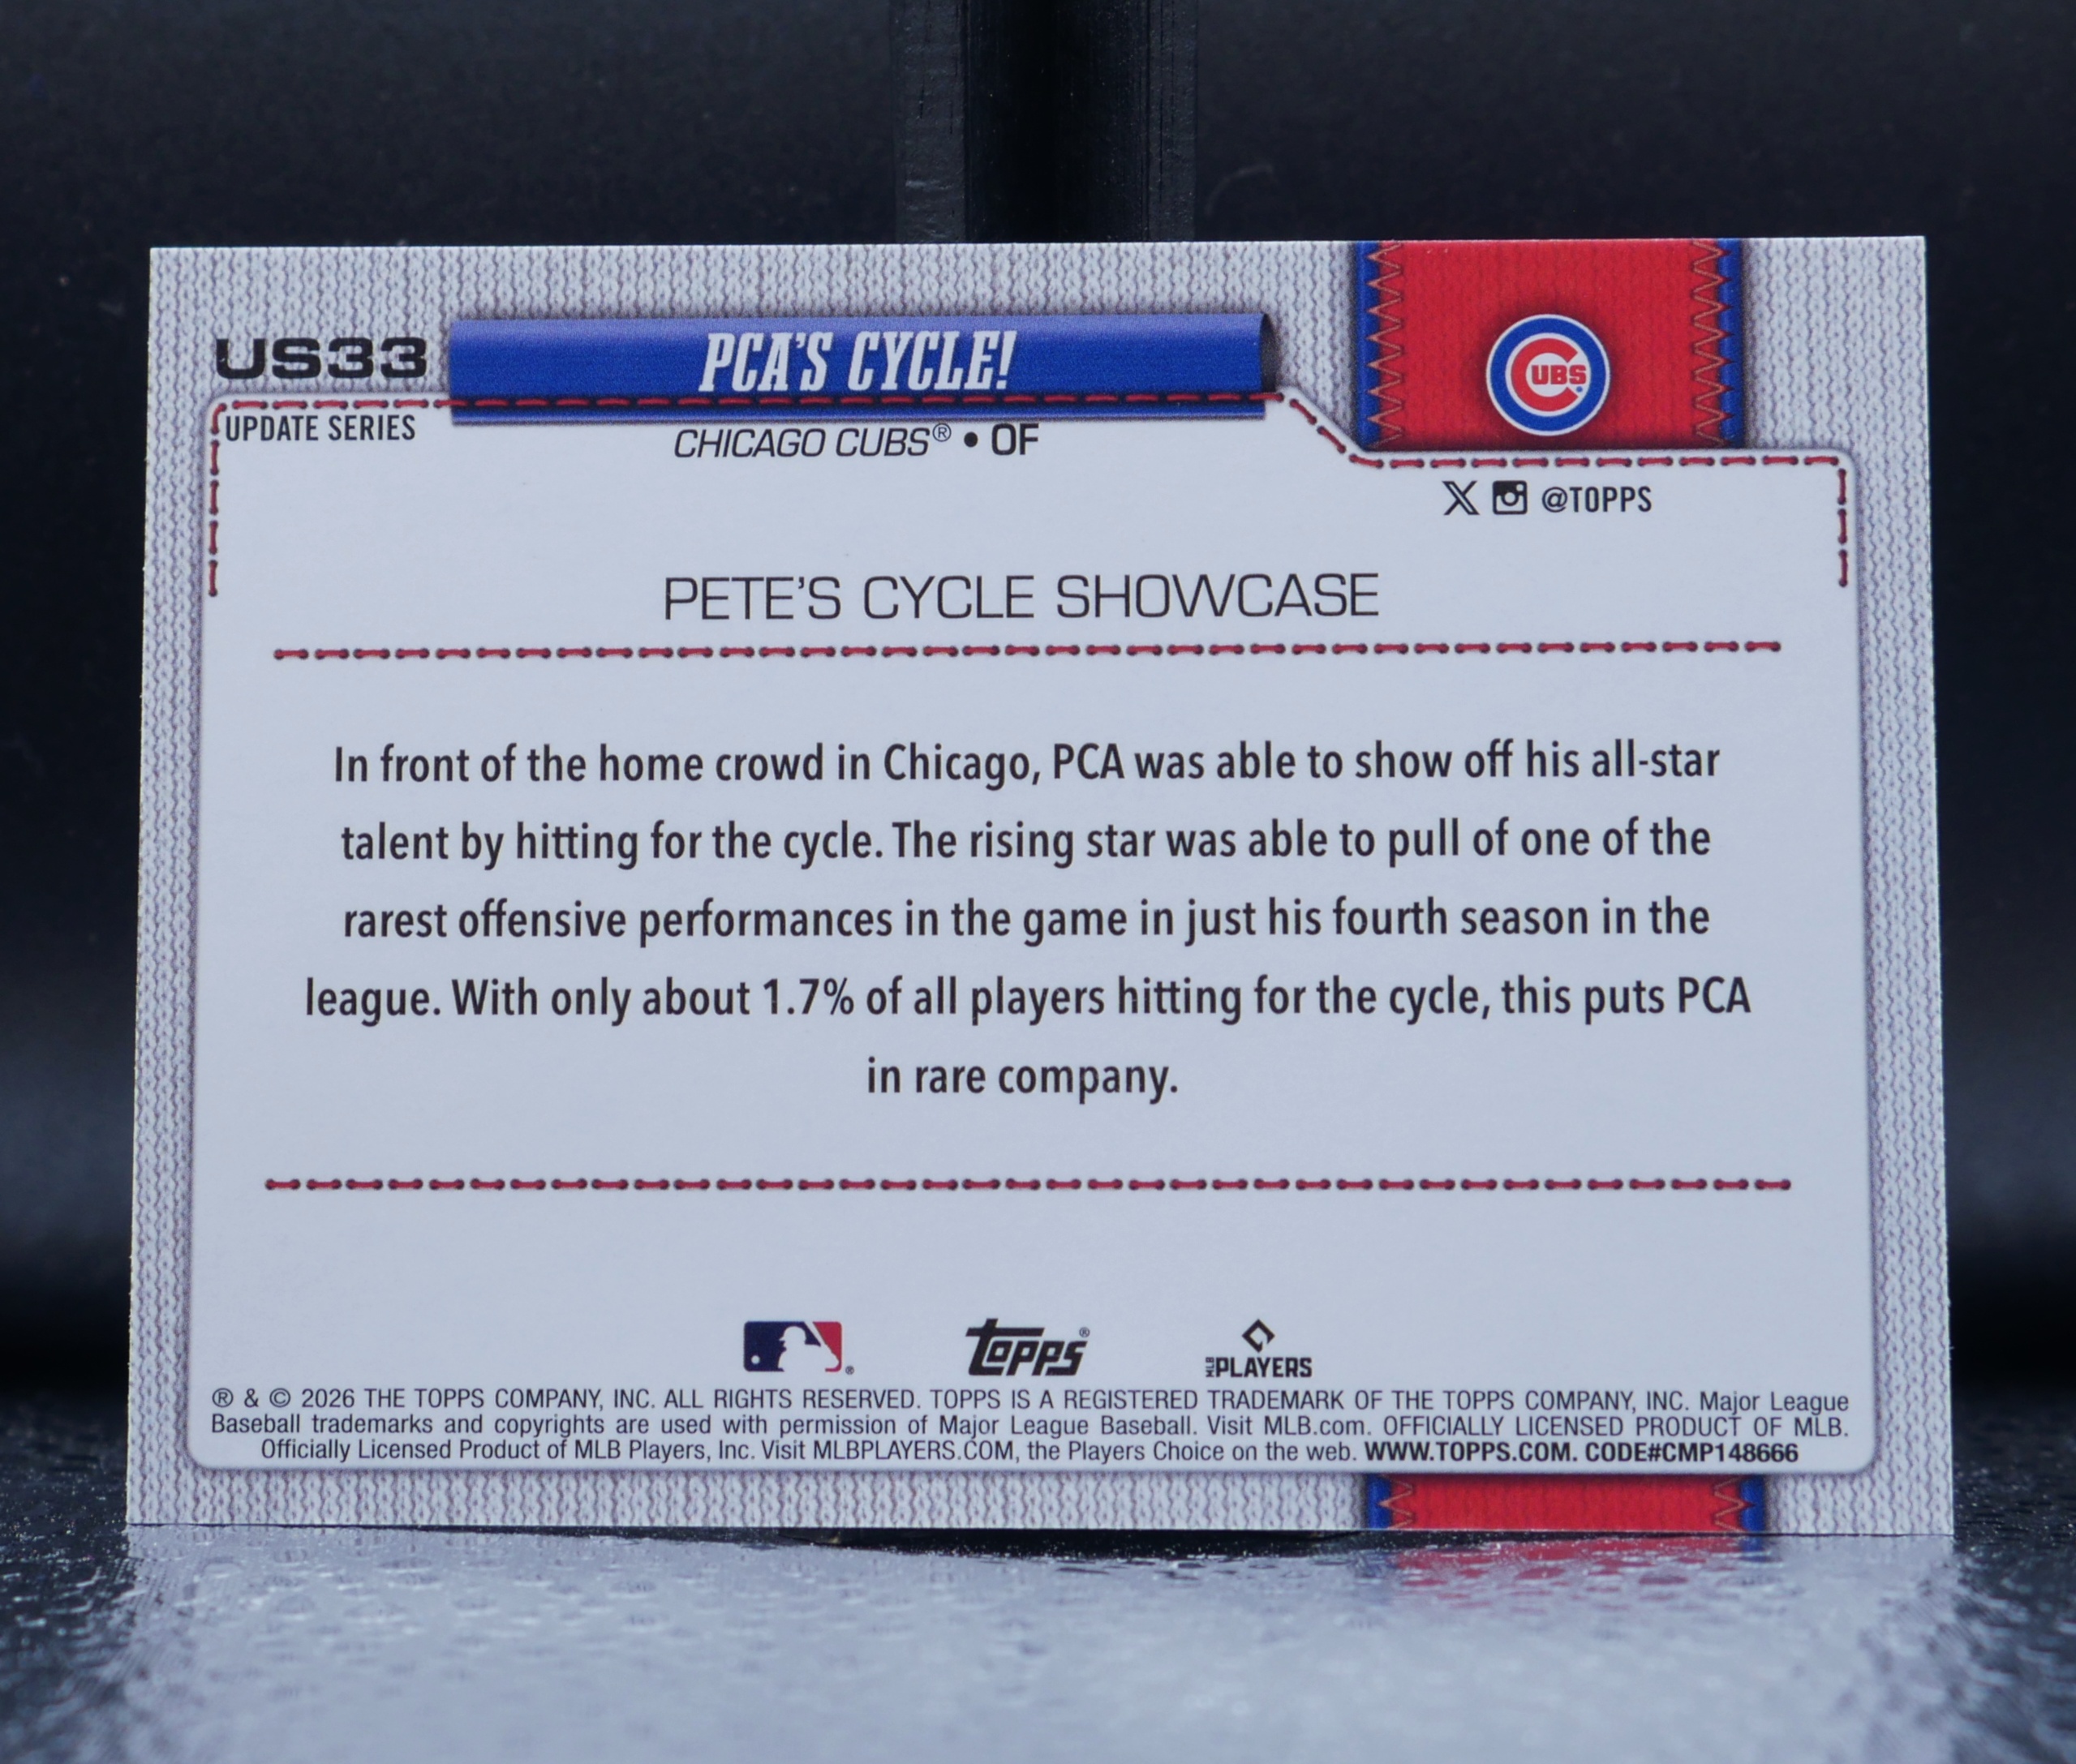 US33
PCA'S CYCLE!
UPDATE SERIES
CHICAGO CUBS® • OF
CUBS
X @TOPPS
PETE'S CYCLE SHOWCASE
In front of the home crowd in Chicago, PCA was able to show off his all-star
talent by hitting for the cycle. The rising star was able to pull of one of the
rarest offensive performances in the game in just his fourth season in the
league. With only about 1.7% of all players hitting for the cycle, this puts PCA
in rare company.
®
Topps®
MLB PLAYERS
® & © 2026 THE TOPPS COMPANY, INC. ALL RIGHTS RESERVED. TOPPS IS A REGISTERED TRADEMARK OF THE TOPPS COMPANY, INC. Major League
Baseball trademarks and copyrights are used with permission of Major League Baseball. Visit MLB.com. OFFICIALLY LICENSED PRODUCT OF MLB.
Officially Licensed Product of MLB Players, Inc. Visit MLBPLAYERS.COM, the Players Choice on the web. WWW.TOPPS.COM. CODE#CMP148666